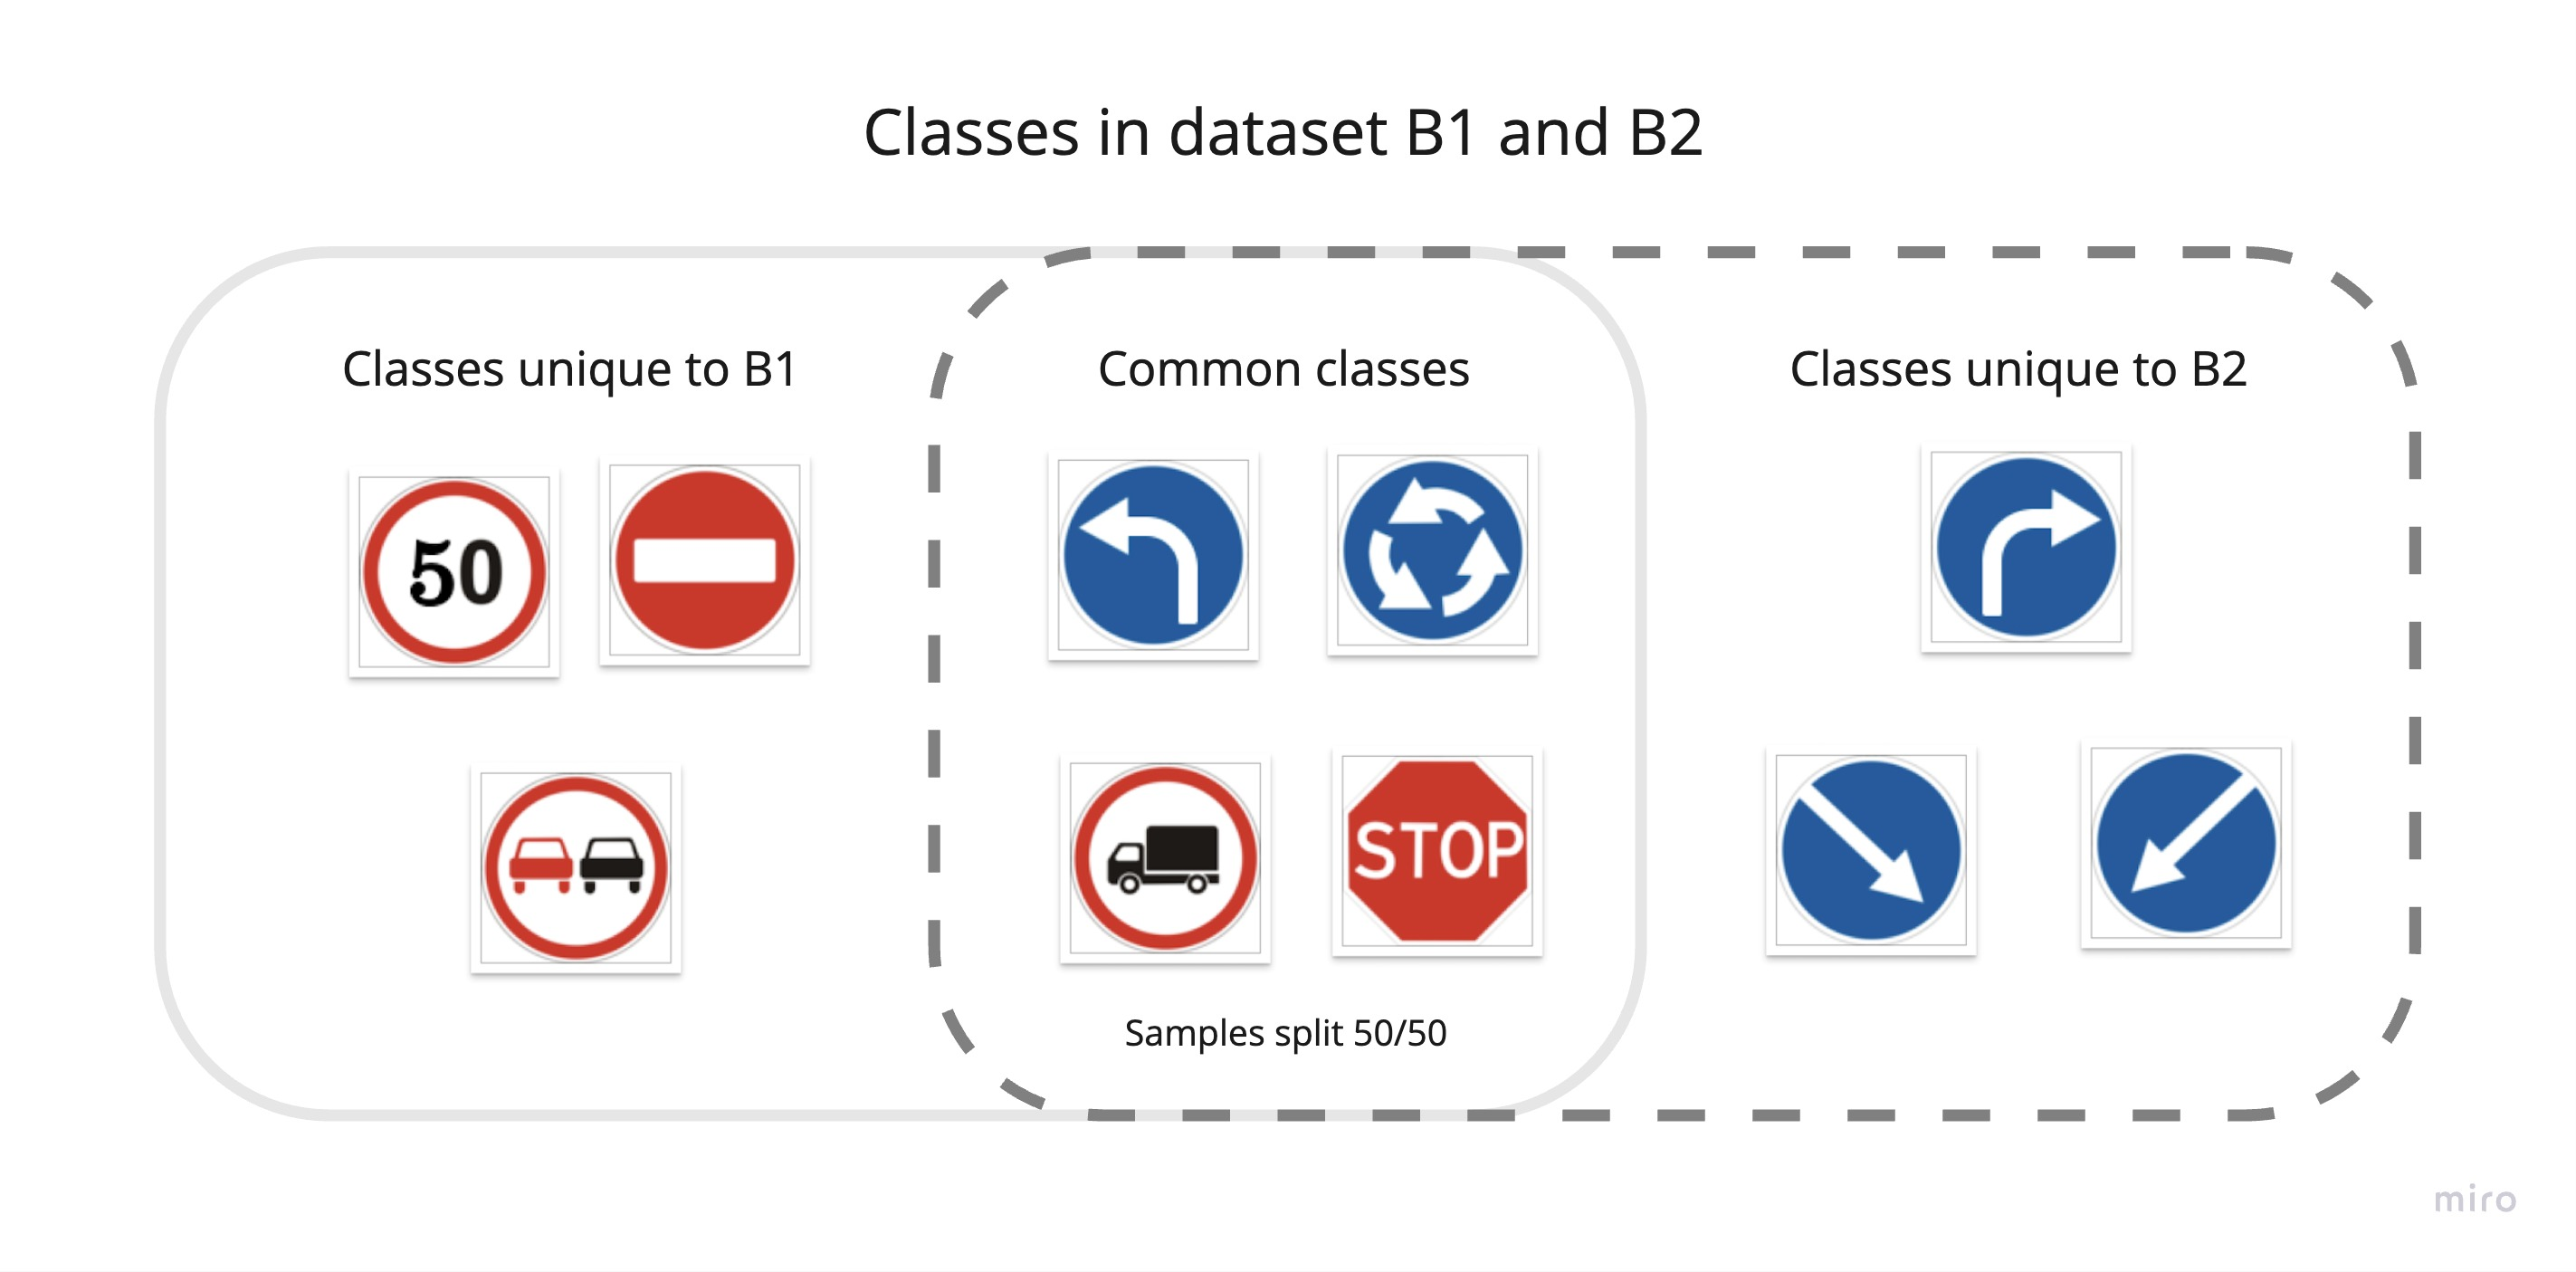 Classes in dataset B1 and B2
Classes unique to B1
Common classes
Classes unique to B2
50
STOP
Samples split 50/50
miro